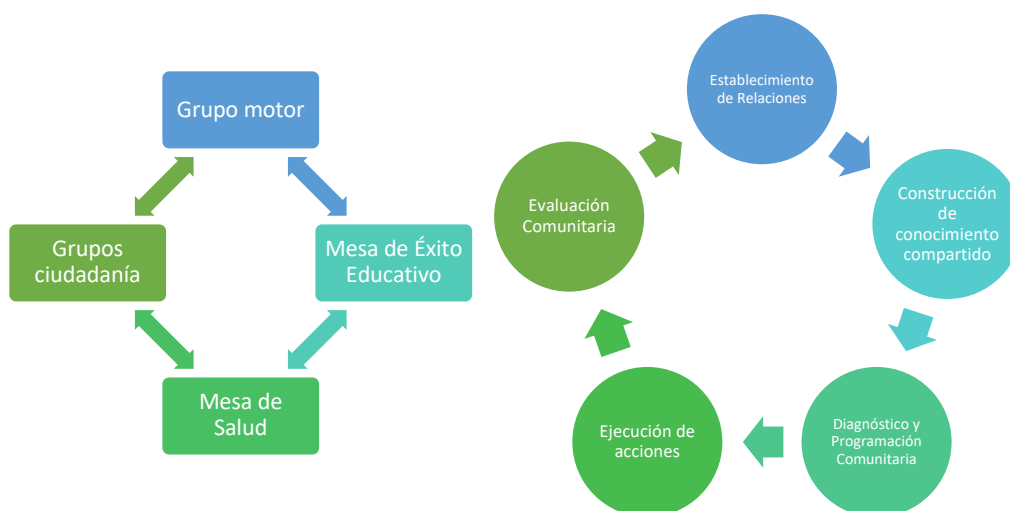 Grupo motor
Grupos
ciudadanía
Mesa de Éxito
Educativo
Mesa de
Salud
Establecimiento
de Relaciones
Construcción
de
conocimiento
compartido
Diagnóstico y
Programación
Comunitaria
Ejecución de
acciones
Evaluación
Comunitaria